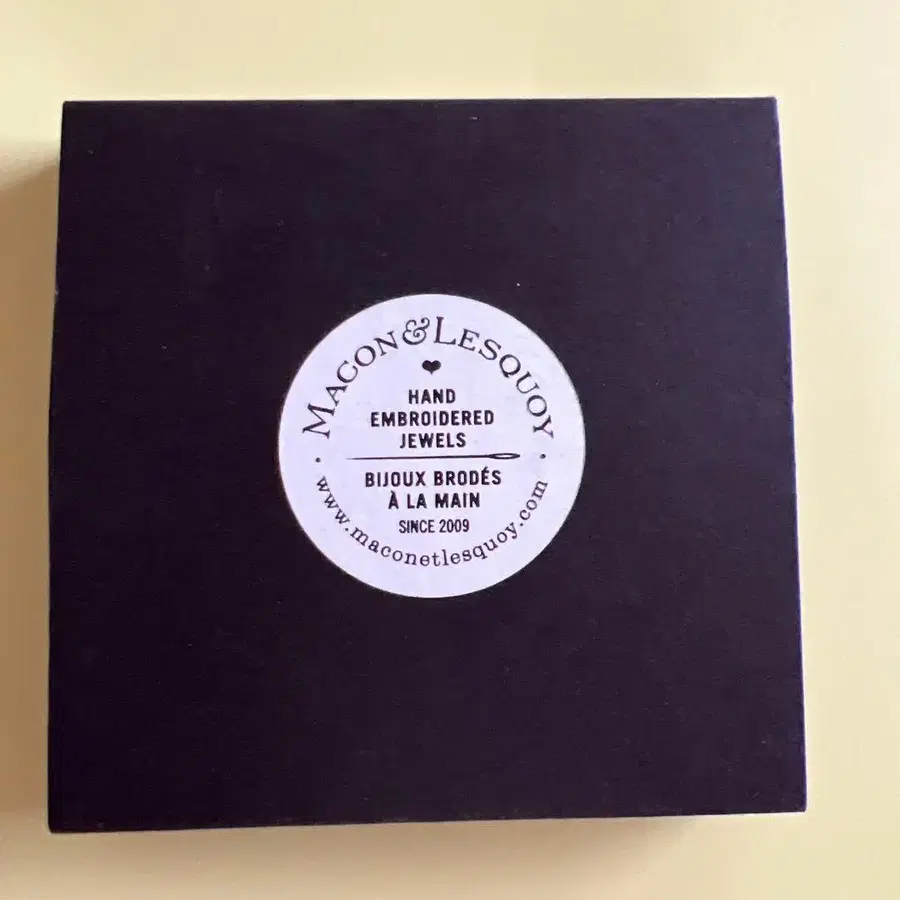 MACON & LESQUOY
HAND
EMBROIDERED
JEWELS
BIJOUX BRODÉS
À LA MAIN
SINCE 2009
www.maconetlesquoy.com